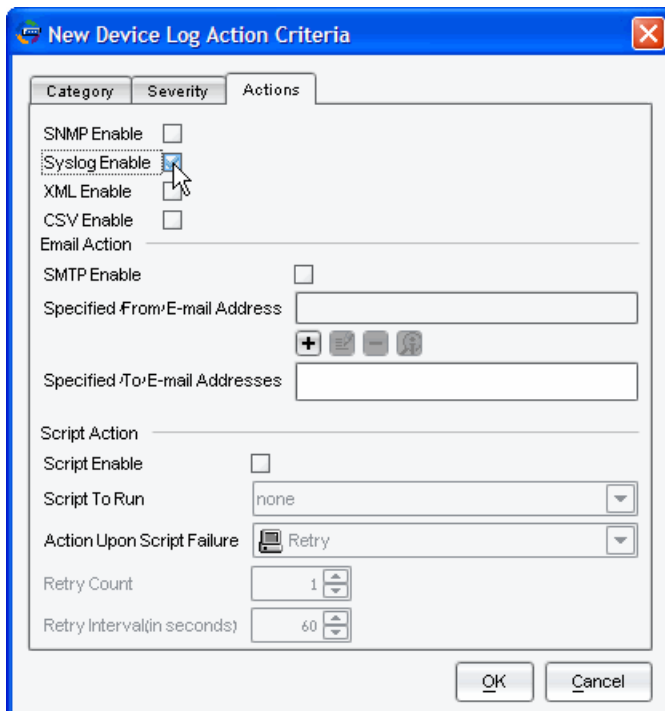 New Device Log Action Criteria
Category Severity Actions
SNMP Enable
Syslog Enable
XML Enable
CSV Enable
Email Action
SMTP Enable
Specified 'From' E-mail Address
Specified 'To' E-mail Addresses
Script Action
Script Enable
Script To Run none
Action Upon Script Failure Retry
Retry Count 1
Retry Interval(in seconds) 60
OK Cancel